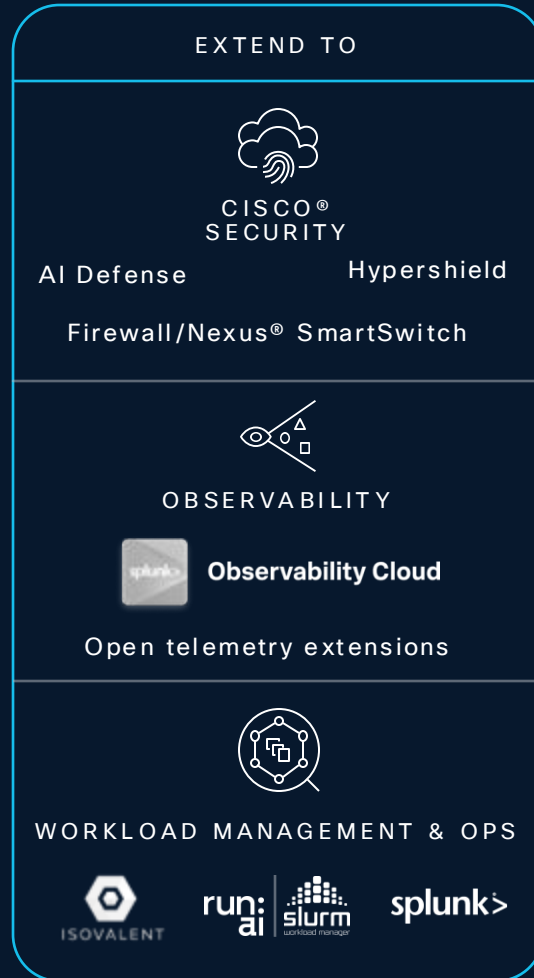 EXTEND TO
CISCO®
SECURITY
AI Defense
Hypershield
Firewall/Nexus® SmartSwitch
OBSERVABILITY
splunk>
Observability Cloud
Open telemetry extensions
WORKLOAD MANAGEMENT & OPS
ISOVALENT
run:
ai
slurm
workload manager
splunk>